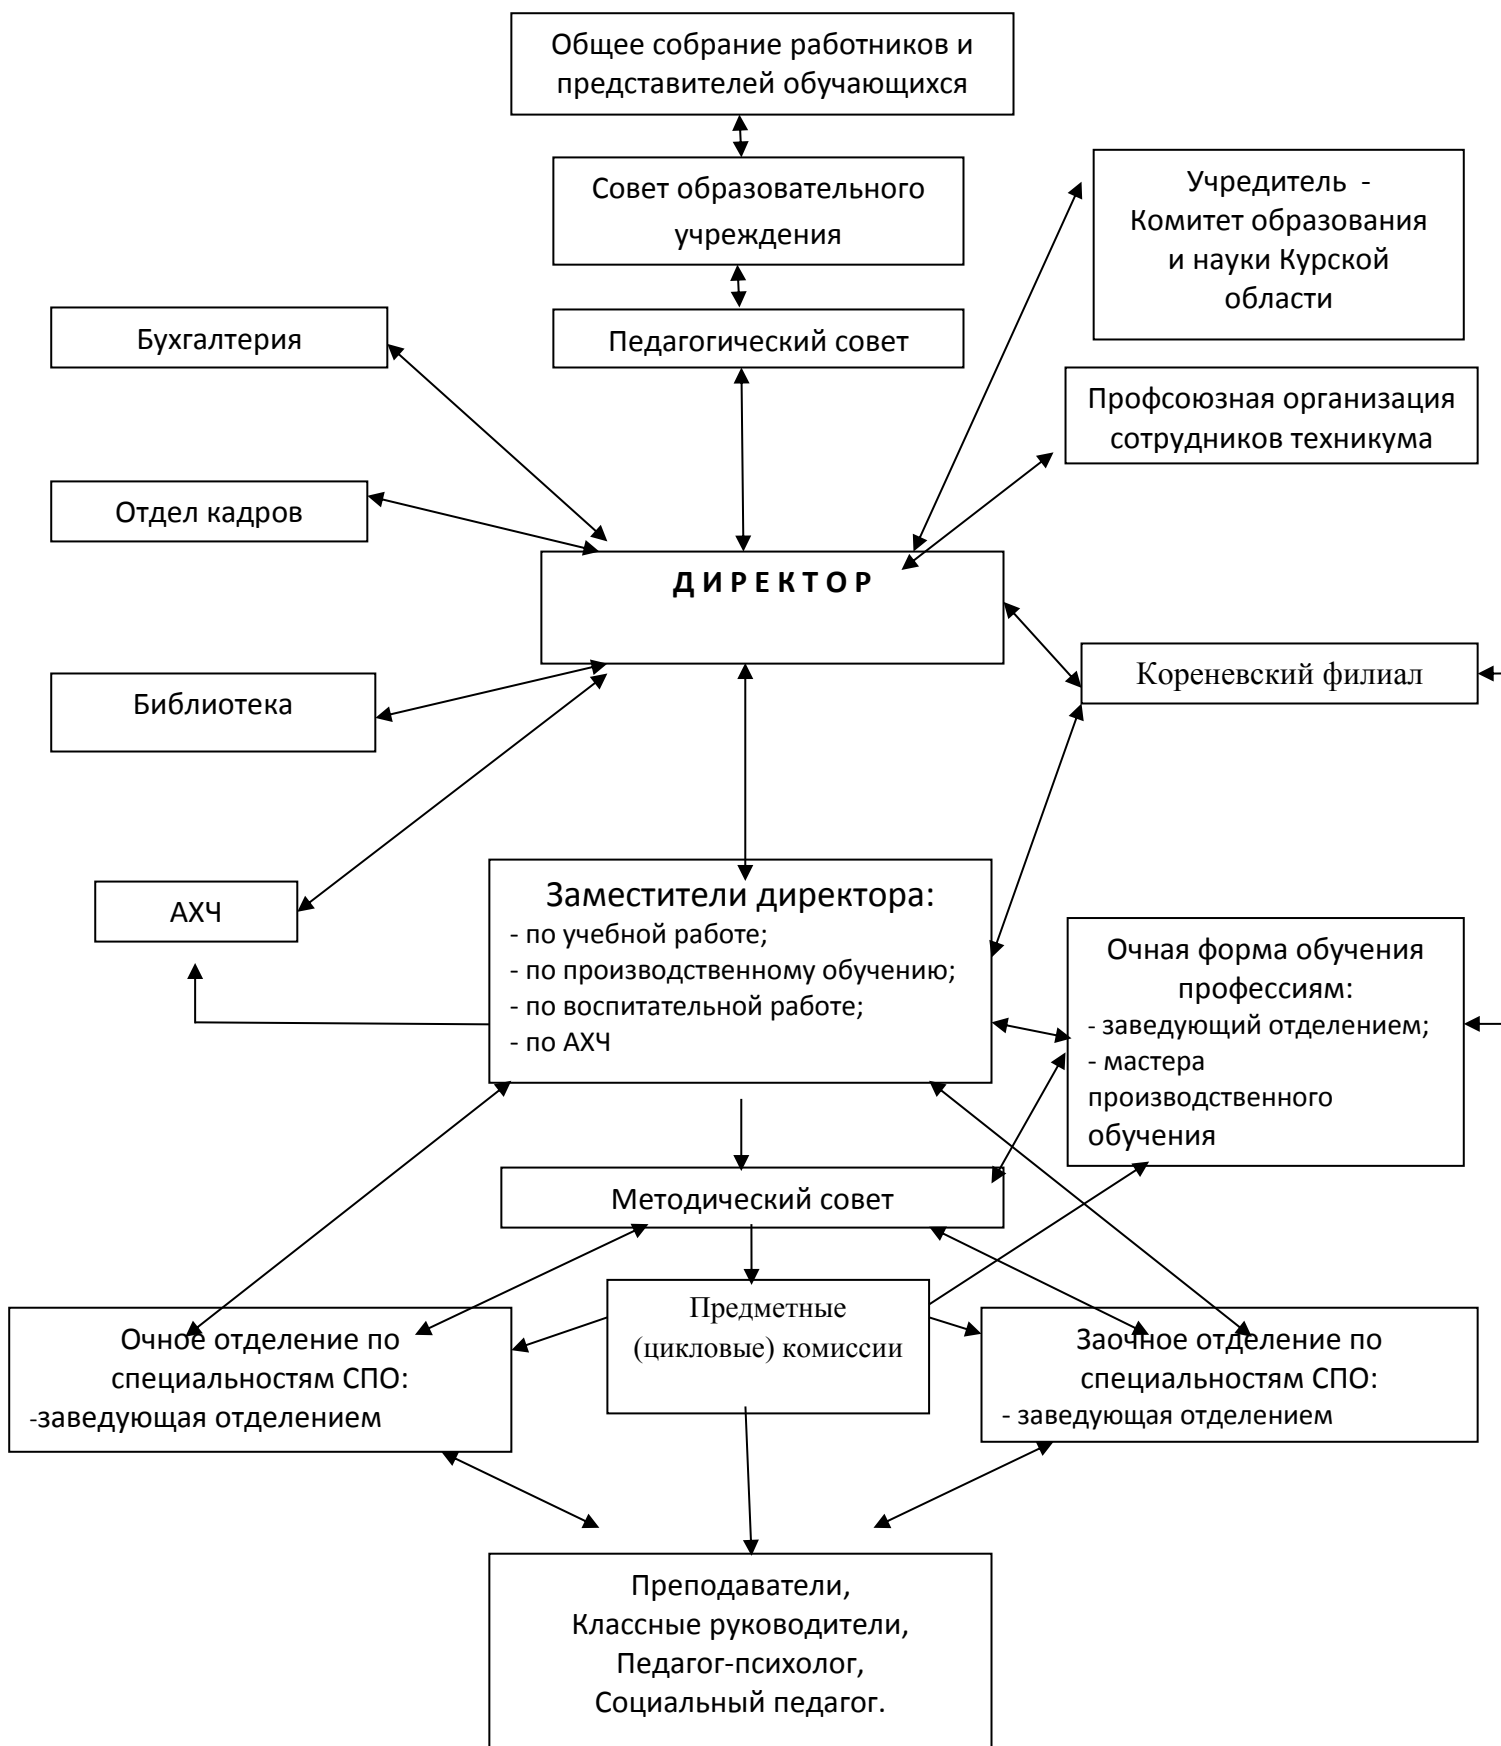 Общее собрание работников и
представителей обучающихся
Совет образовательного
учреждения
Учредитель -
Комитет образования
и науки Курской
области
Бухгалтерия
Педагогический совет
Профсоюзная организация
сотрудников техникума
Отдел кадров
Д И Р Е К Т О Р
Библиотека
Кореневский филиал
АХЧ
Заместители директора:
- по учебной работе;
- по производственному обучению;
- по воспитательной работе;
- по АХЧ
Очная форма обучения
профессиям:
- заведующий отделением;
- мастера
производственного
обучения
Методический совет
Очное отделение по
специальностям СПО:
-заведующая отделением
Предметные
(цикловые) комиссии
Заочное отделение по
специальностям СПО:
- заведующая отделением
Преподаватели,
Классные руководители,
Педагог-психолог,
Социальный педагог.